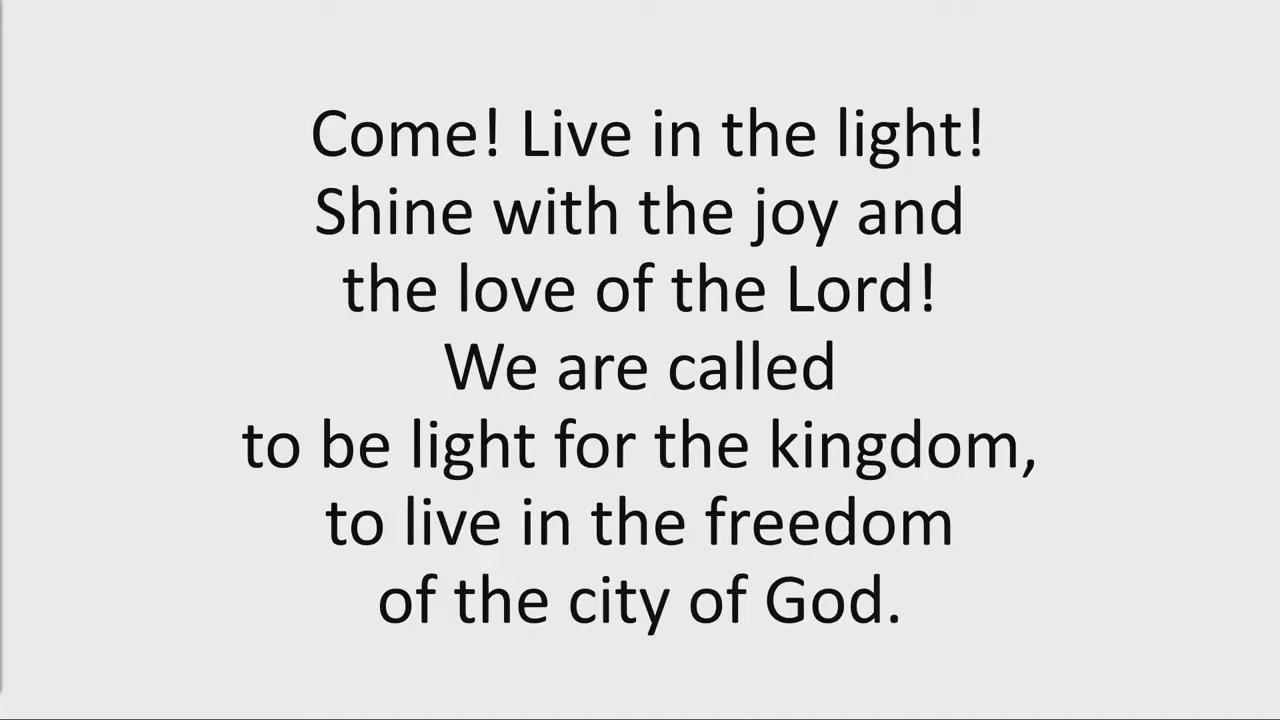 Come! Live in the light!
Shine with the joy and
the love of the Lord!
We are called
to be light for the kingdom,
to live in the freedom
of the city of God.